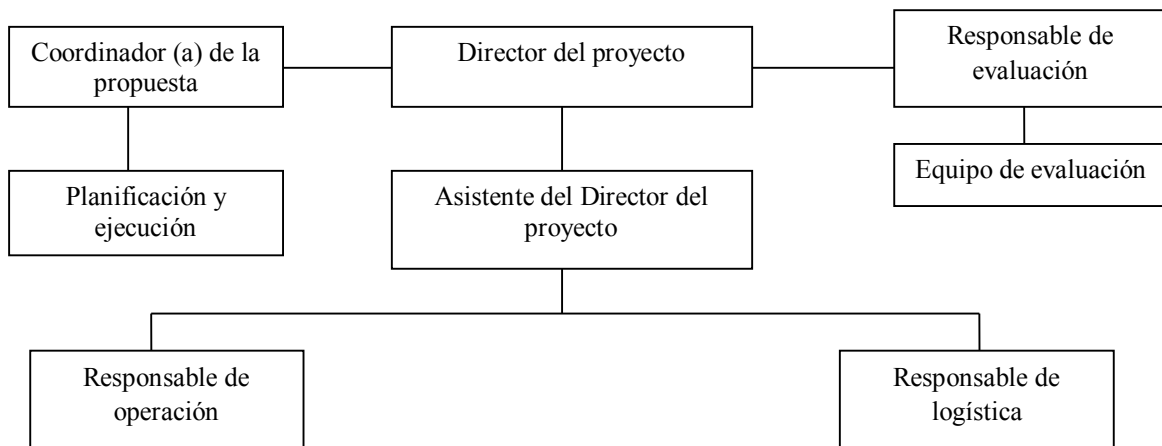 Coordinador (a) de la
propuesta
Director del proyecto
Responsable de
evaluación
Planificación y
ejecución
Asistente del Director del
proyecto
Equipo de evaluación
Responsable de
operación
Responsable de
logística